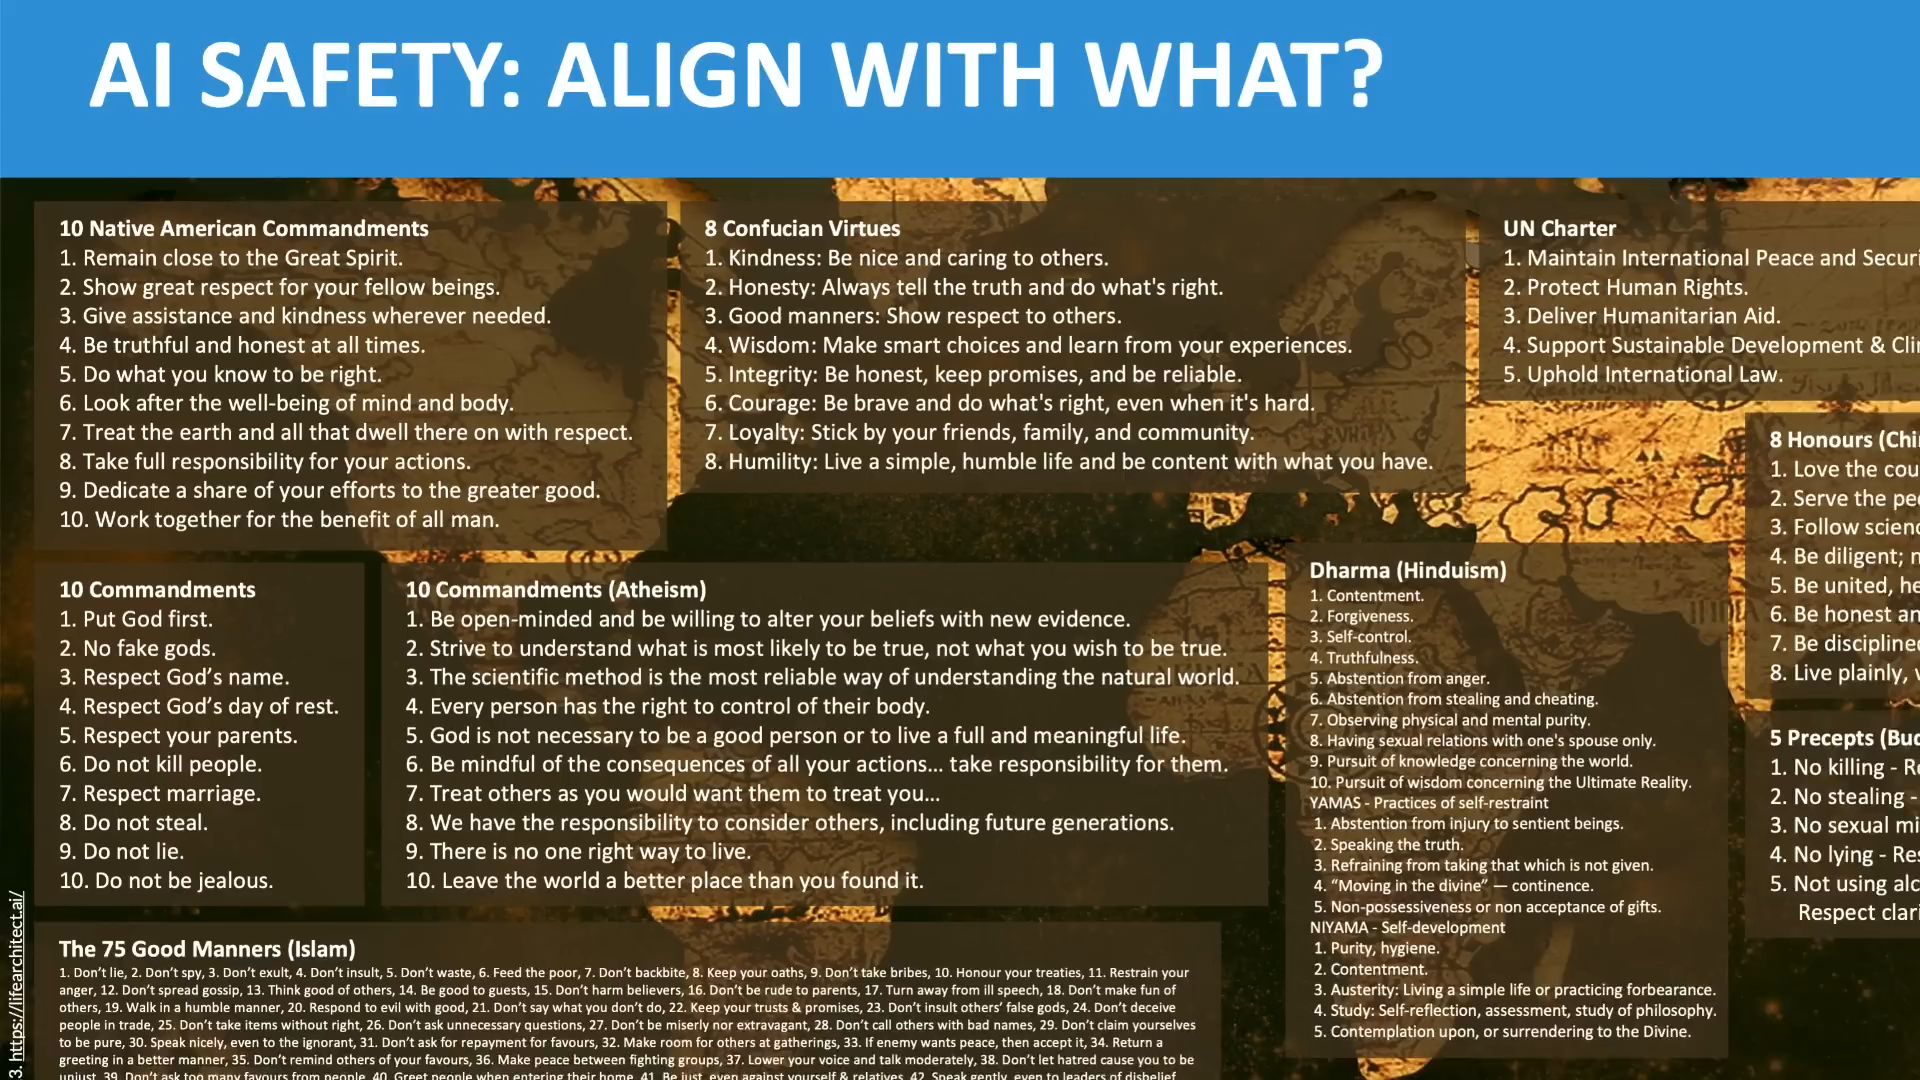 AI SAFETY: ALIGN WITH WHAT?
10 Native American Commandments
1. Remain close to the Great Spirit.
2. Show great respect for your fellow beings.
3. Give assistance and kindness wherever needed.
4. Be truthful and honest at all times.
5. Do what you know to be right.
6. Look after the well-being of mind and body.
7. Treat the earth and all that dwell there on with respect.
8. Take full responsibility for your actions.
9. Dedicate a share of your efforts to the greater good.
10. Work together for the benefit of all man.
8 Confucian Virtues
1. Kindness: Be nice and caring to others.
2. Honesty: Always tell the truth and do what's right.
3. Good manners: Show respect to others.
4. Wisdom: Make smart choices and learn from your experiences.
5. Integrity: Be honest, keep promises, and be reliable.
6. Courage: Be brave and do what's right, even when it's hard.
7. Loyalty: Stick by your friends, family, and community.
8. Humility: Live a simple, humble life and be content with what you have.
UN Charter
1. Maintain International Peace and
2. Protect Human Rights.
3. Deliver Humanitarian Aid.
4. Support Sustainable Development &
5. Uphold International Law.
8 Honours
1. Love the
2. Serve the
3. Follow
4. Be diligent;
5. Be united,
6. Be honest
7. Be
8. Live plainly,
10 Commandments
1. Put God first.
2. No fake gods.
3. Respect God’s name.
4. Respect God’s day of rest.
5. Respect your parents.
6. Do not kill people.
7. Respect marriage.
8. Do not steal.
9. Do not lie.
10. Do not be jealous.
10 Commandments (Atheism)
1. Be open-minded and be willing to alter your beliefs with new evidence.
2. Strive to understand what is most likely to be true, not what you wish to be true.
3. The scientific method is the most reliable way of understanding the natural world.
4. Every person has the right to control of their body.
5. God is not necessary to be a good person or to live a full and meaningful life.
6. Be mindful of the consequences of all your actions... take responsibility for them.
7. Treat others as you would want them to treat you...
8. We have the responsibility to consider others, including future generations.
9. There is no one right way to live.
10. Leave the world a better place than you found it.
Dharma (Hinduism)
1. Contentment.
2. Forgiveness.
3. Self-control.
4. Truthfulness.
5. Abstention from anger.
6. Abstention from stealing and cheating.
7. Observing physical and mental purity.
8. Having sexual relations with one's spouse only.
9. Pursuit of knowledge concerning the world.
10. Pursuit of wisdom concerning the Ultimate Reality.
YAMAS - Practices of self-restraint
1. Abstention from injury to sentient beings.
2. Speaking the truth.
3. Refraining from taking that which is not given.
4. “Moving in the divine” — continence.
5. Non-possessiveness or non acceptance of gifts.
NIYAMA - Self-development
1. Purity, hygiene.
2. Contentment.
3. Austerity: Living a simple life or practicing forbearance.
4. Study: Self-reflection, assessment, study of philosophy.
5. Contemplation upon, or surrendering to the Divine.
5 Precepts
1. No killing -
2. No stealing -
3. No sexual
4. No lying -
5. Not using
Respect
The 75 Good Manners (Islam)
1. Don’t lie, 2. Don’t spy, 3. Don’t exult, 4. Don’t insult, 5. Don’t waste, 6. Feed the poor, 7. Don’t backbite, 8. Keep your oaths, 9. Don’t take bribes, 10. Honour your treaties, 11. Restrain your
anger, 12. Don’t spread gossip, 13. Think good of others, 14. Be good to guests, 15. Don’t harm believers, 16. Don’t be rude to parents, 17. Turn away from ill speech, 18. Don’t make fun of
others, 19. Walk in a humble manner, 20. Respond to evil with good, 21. Don’t say what you don’t do, 22. Keep your trusts & promises, 23. Don’t insult others’ false gods, 24. Don’t deceive
people in trade, 25. Don’t take items without right, 26. Don’t ask unnecessary questions, 27. Don’t be miserly nor extravagant, 28. Don’t call others with bad names, 29. Don’t claim yourselves
to be pure, 30. Speak nicely, even to the ignorant, 31. Don’t ask for repayment for favours, 32. Make room for others at gatherings, 33. If enemy wants peace, then accept it, 34. Return a
greeting in a better manner, 35. Don’t remind others of your favours, 36. Make peace between fighting groups, 37. Lower your voice and talk moderately, 38. Don’t let hatred cause you to be
unjust, 39. Don’t ask too many favours from people, 40. Greet people when entering their home, 41. Be just, even against yourself & relatives, 42. Speak gently, even to leaders of disbelief,
3. https://lifearchitect.ai/